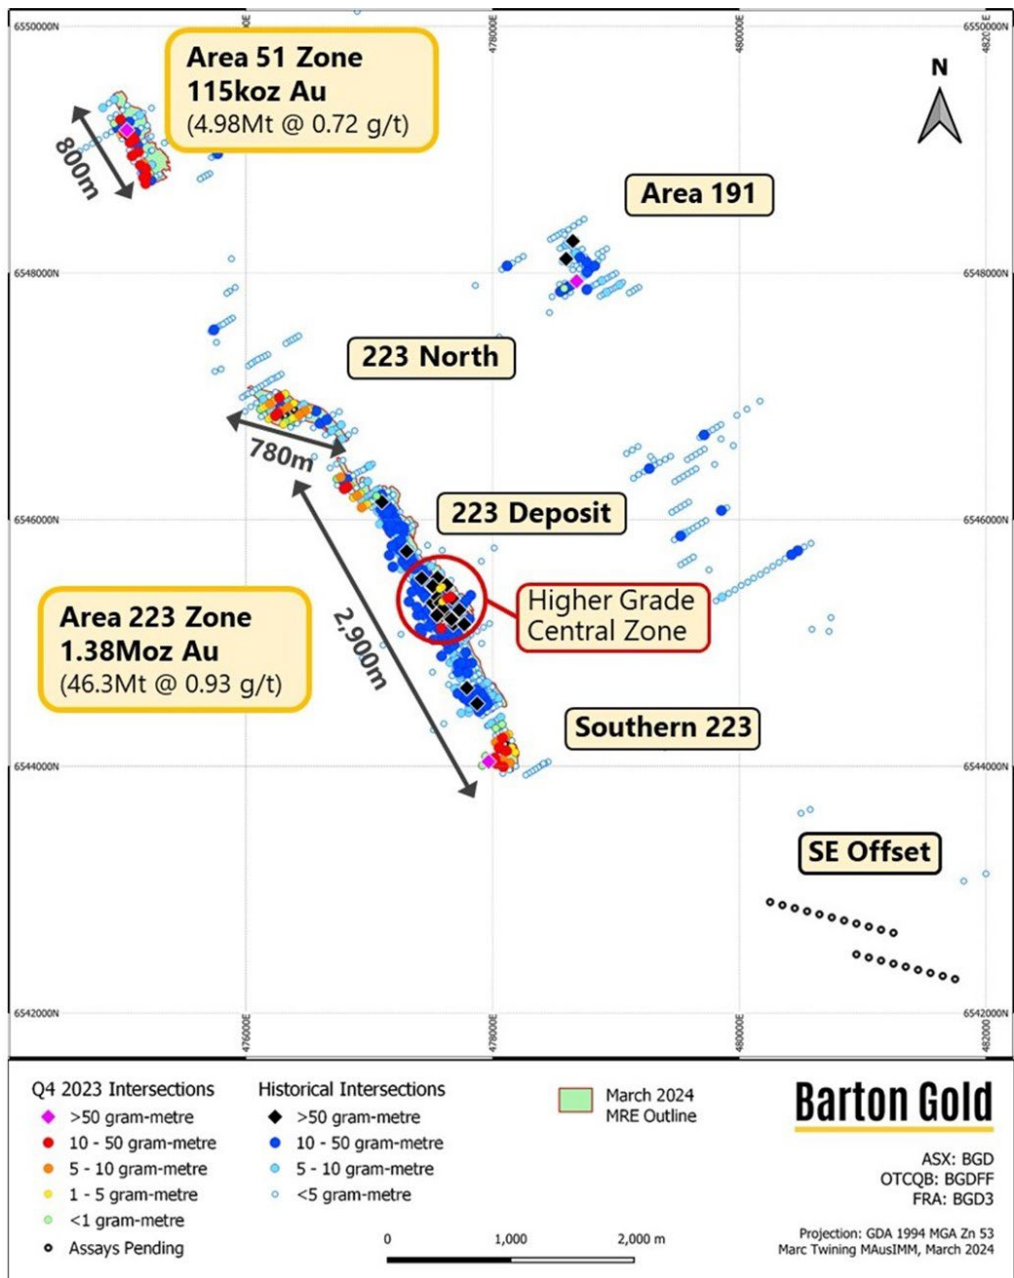 6550000N
478000E
480000E
6550000N
Area 51 Zone
115koz Au
(4.98Mt @ 0.72 g/t)
N
800m
Area 191
6548000N
6548000N
223 North
780m
223 Deposit
6546000N
6546000N
Higher Grade
Central Zone
Area 223 Zone
1.38Moz Au
(46.3Mt @ 0.93 g/t)
2,900m
Southern 223
6544000N
6544000N
SE Offset
6542000N
6542000N
476000E
478000E
480000E
482000
Q4 2023 Intersections
>50 gram-metre
10 - 50 gram-metre
5 - 10 gram-metre
1 - 5 gram-metre
<1 gram-metre
Assays Pending
Historical Intersections
>50 gram-metre
10 - 50 gram-metre
5 - 10 gram-metre
<5 gram-metre
March 2024
MRE Outline
0 1,000 2,000 m
Barton Gold
ASX: BGD
OTCQB: BGDFF
FRA: BGD3
Projection: GDA 1994 MGA Zn 53
Marc Twining MAusIMM, March 2024